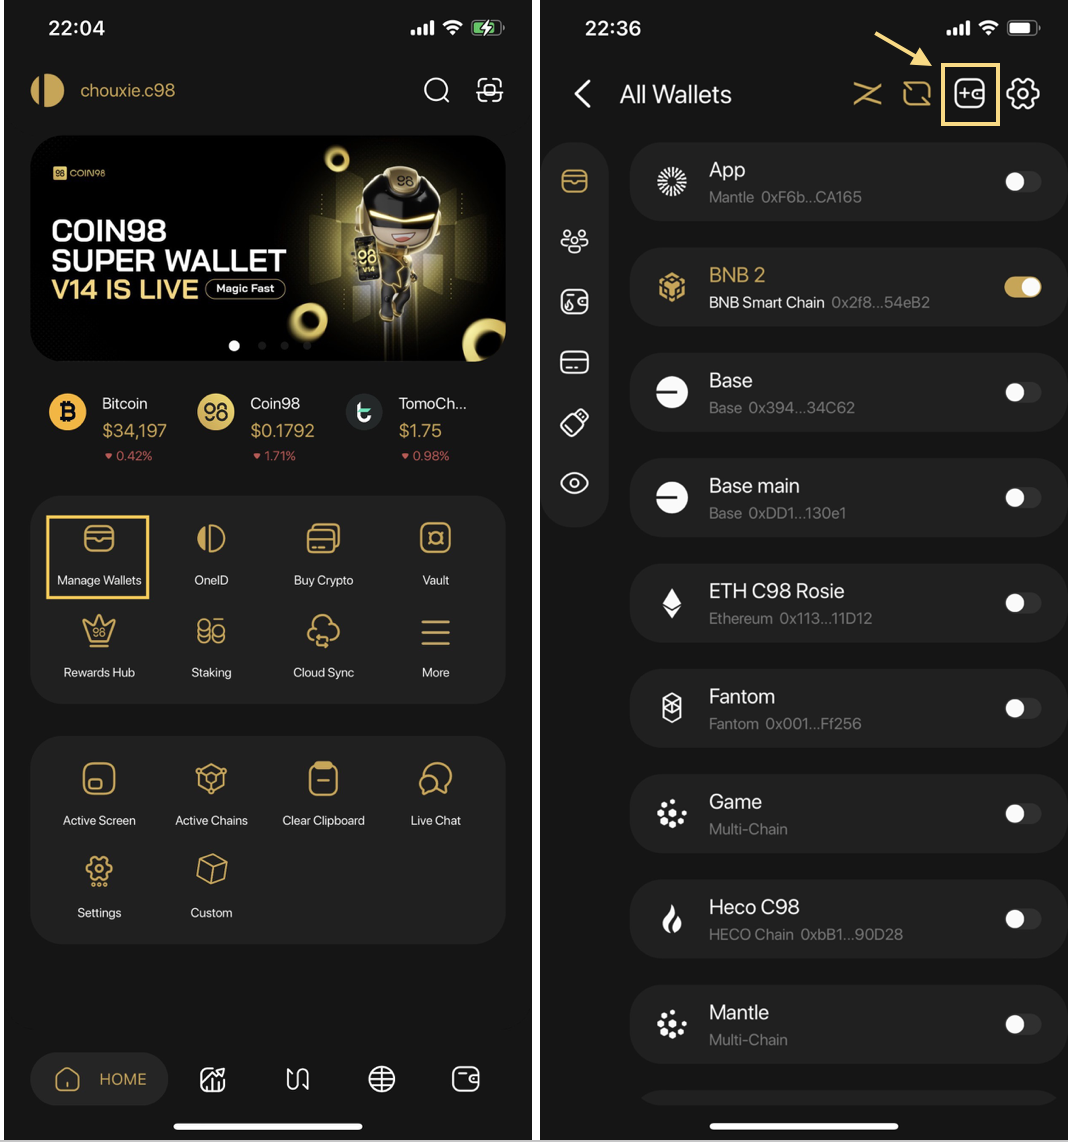 22:04
chouxie.c98
98 COIN98
98
COIN98
SUPER WALLET
V14 IS LIVE Magic Fast
98
V14
Bitcoin
$34,197
0.42%
98
Coin98
$0.1792
1.71%
TomoCh...
$1.75
0.98%
Manage Wallets
OneID
Buy Crypto
Vault
98
Rewards Hub
Staking
Cloud Sync
More
Active Screen
Active Chains
Clear Clipboard
Live Chat
Settings
Custom
HOME
22:36
All Wallets
App
Mantle 0xF6b...CA165
BNB 2
BNB Smart Chain 0x2f8...54eB2
Base
Base 0x394...34C62
Base main
Base 0xDD1...130e1
ETH C98 Rosie
Ethereum 0x113...11D12
Fantom
Fantom 0x001...Ff256
Game
Multi-Chain
Heco C98
HECO Chain 0xbB1...90D28
Mantle
Multi-Chain